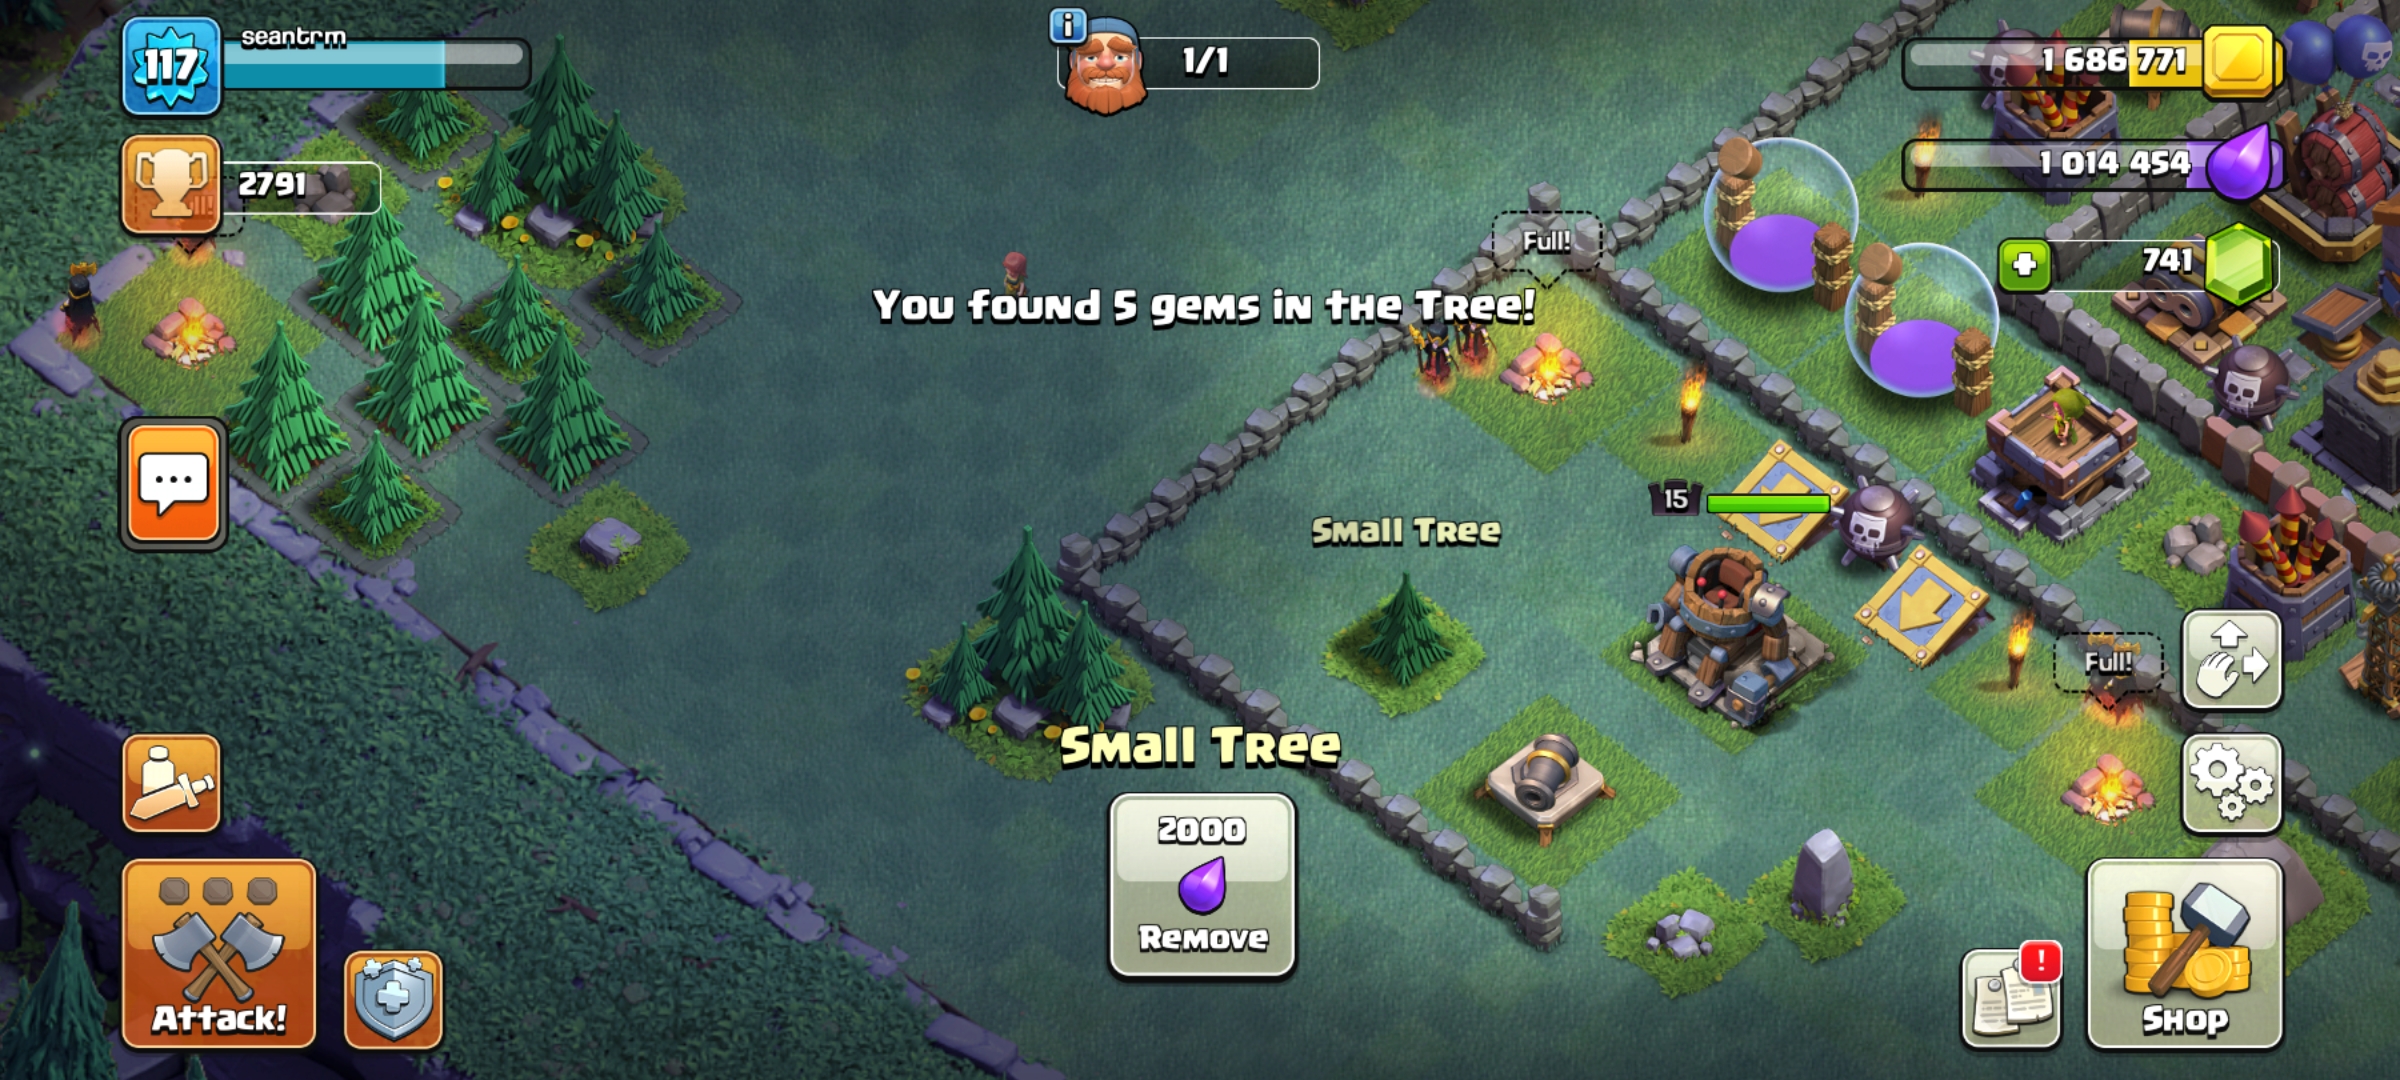 117
seantrm
1/1
1 686 771
2791
1 014 454
Full!
741
You found 5 gems in the Tree!
15
Small Tree
Full!
Small Tree
2000
Remove
Attack!
!
Shop